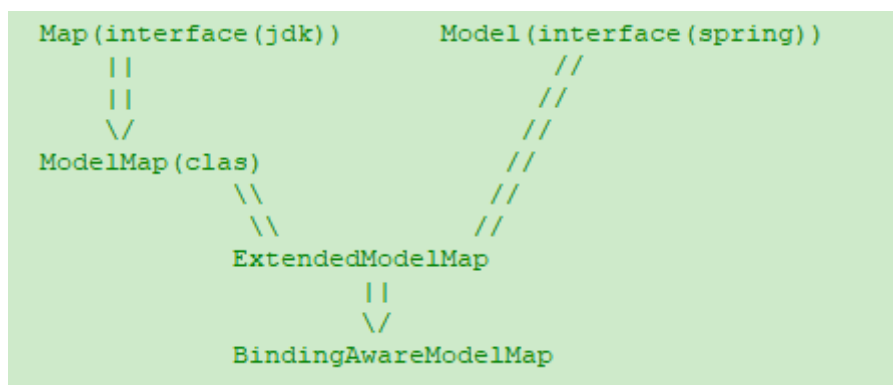 Map(interface(jdk))      Model(interface(spring))
||                            //
||                           //
\/                          //
ModelMap(clas)               //
\\             //
\\           //
ExtendedModelMap
||
\/
BindingAwareModelMap